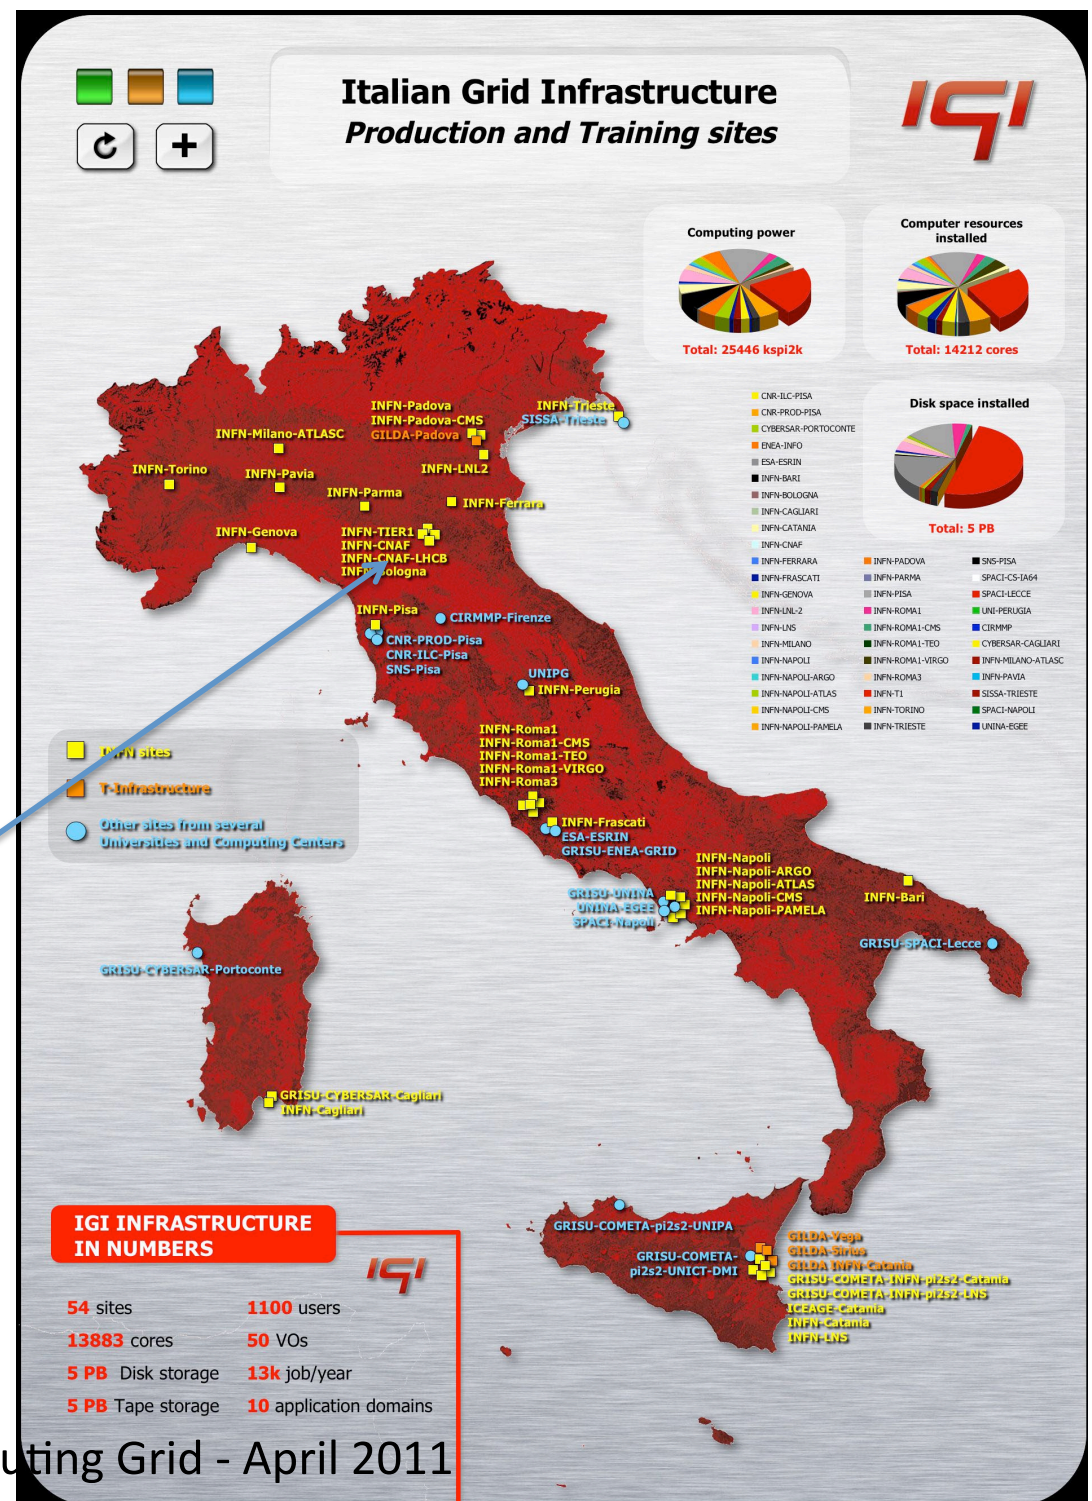 Italian Grid Infrastructure
Production and Training sites
IGI
Computing power
Total: 25446 kspi2k
Computer resources
installed
Total: 14212 cores
Disk space installed
Total: 5 PB
CNR-ILC-PISA
CNR-PROD-PISA
CYBERSAR-PORTOCONTE
ENEA-INFO
ESA-ESRIN
INFN-BARI
INFN-BOLOGNA
INFN-CAGLIARI
INFN-CATANIA
INFN-CNAF
INFN-FERRARA
INFN-FRASCATI
INFN-GENOVA
INFN-LNL-2
INFN-LNS
INFN-MILANO
INFN-NAPOLI
INFN-NAPOLI-ARGO
INFN-NAPOLI-ATLAS
INFN-NAPOLI-CMS
INFN-NAPOLI-PAMELA
INFN-PADOVA
INFN-PARMA
INFN-PISA
INFN-ROMA1
INFN-ROMA1-CMS
INFN-ROMA1-TEO
INFN-ROMA1-VIRGO
INFN-ROMA3
INFN-T1
INFN-TORINO
INFN-TRIESTE
SNS-PISA
SPACI-CS-IA64
SPACI-LECCE
UNI-PERUGIA
CIRMMP
CYBERSAR-CAGLIARI
INFN-MILANO-ATLASC
INFN-PAVIA
SISSA-TRIESTE
SPACI-NAPOLI
UNINA-EGEE
INFN-Padova
INFN-Padova-CMS
GILDA-Padova
INFN-Trieste
SISSA-Trieste
INFN-Milano-ATLASC
INFN-LNL2
INFN-Torino
INFN-Pavia
INFN-Parma
INFN-Ferrara
INFN-Genova
INFN-TIER1
INFN-CNAF
INFN-CNAF-LHCB
INFN-Bologna
INFN-Pisa
CIRMMP-Firenze
CNR-PROD-Pisa
CNR-ILC-Pisa
SNS-Pisa
UNIPG
INFN-Perugia
INFN-Roma1
INFN-Roma1-CMS
INFN-Roma1-TEO
INFN-Roma1-VIRGO
INFN-Roma3
INFN sites
T-Infrastructure
Other sites from several
Universities and Computing Centers
INFN-Frascati
ESA-ESRIN
GRISU-ENEA-GRID
INFN-Napoli
INFN-Napoli-ARGO
INFN-Napoli-ATLAS
INFN-Napoli-CMS
INFN-Napoli-PAMELA
GRISU-UNINA
UNINA-EGEE
SPACI-Napoli
INFN-Bari
GRISU-SPACI-Lecce
GRISU-CYBERSAR-Portoconte
GRISU-CYBERSAR-Cagliari
INFN-Cagliari
GRISU-COMETA-pi2s2-UNIPA
GRISU-COMETA-
pi2s2-UNICT-DMI
GILDA-Vega
GILDA-Sirius
GILDA INFN-Catania
GRISU-COMETA-INFN-pi2s2-Catania
GRISU-COMETA-INFN-pi2s2-LNS
ICEAGE-Catania
INFN-Catania
INFN-LNS
IGI INFRASTRUCTURE
IN NUMBERS
IGI
54 sites
1100 users
13883 cores
50 VOs
5 PB Disk storage
13k job/year
5 PB Tape storage
10 application domains
uting Grid - April 2011